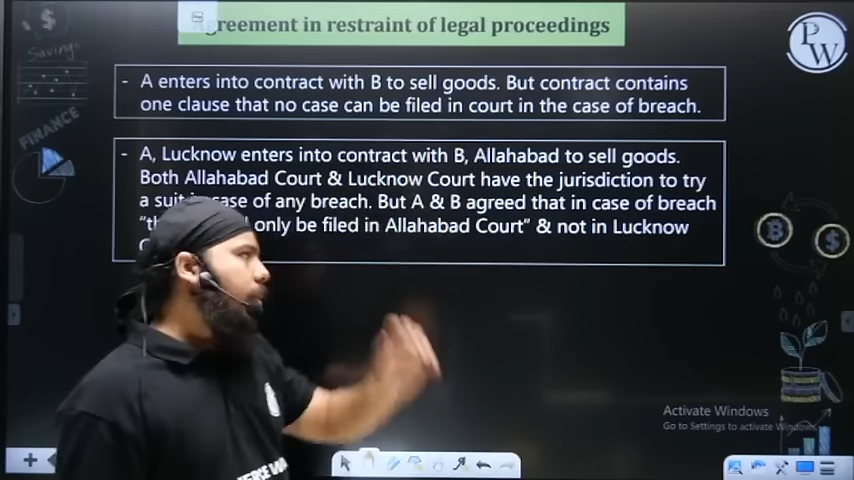 greement in restraint of legal proceedings
Savings
FINANCE
PW
- A enters into contract with B to sell goods. But contract contains
one clause that no case can be filed in court in the case of breach.
- A, Lucknow enters into contract with B, Allahabad to sell goods.
Both Allahabad Court & Lucknow Court have the jurisdiction to try
a suit in case of any breach. But A & B agreed that in case of breach
only be filed in Allahabad Court" & not in Lucknow
Activate Windows
Go to Settings to activate Windows.